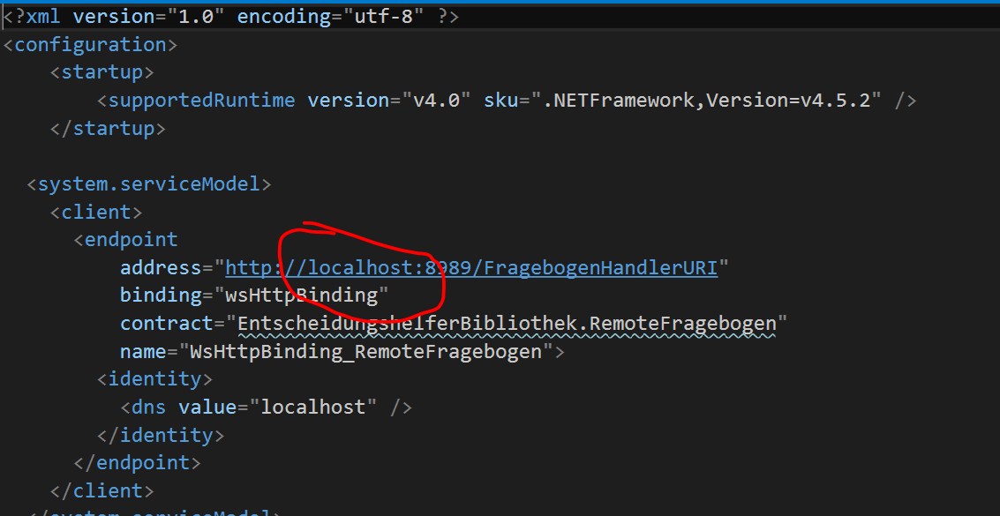 <?xml version="1.0" encoding="utf-8" ?>
<configuration>
<startup>
<supportedRuntime version="v4.0" sku=".NETFramework,Version=v4.5.2" />
</startup>
<system.serviceModel>
<client>
<endpoint
address="http://localhost:8989/FragebogenHandlerURI"
binding="wsHttpBinding"
contract="EntscheidungshelferBibliothek.RemoteFragebogen"
name="WsHttpBinding_RemoteFragebogen">
<identity>
<dns value="localhost" />
</identity>
</endpoint>
</client>
</system.serviceModel>